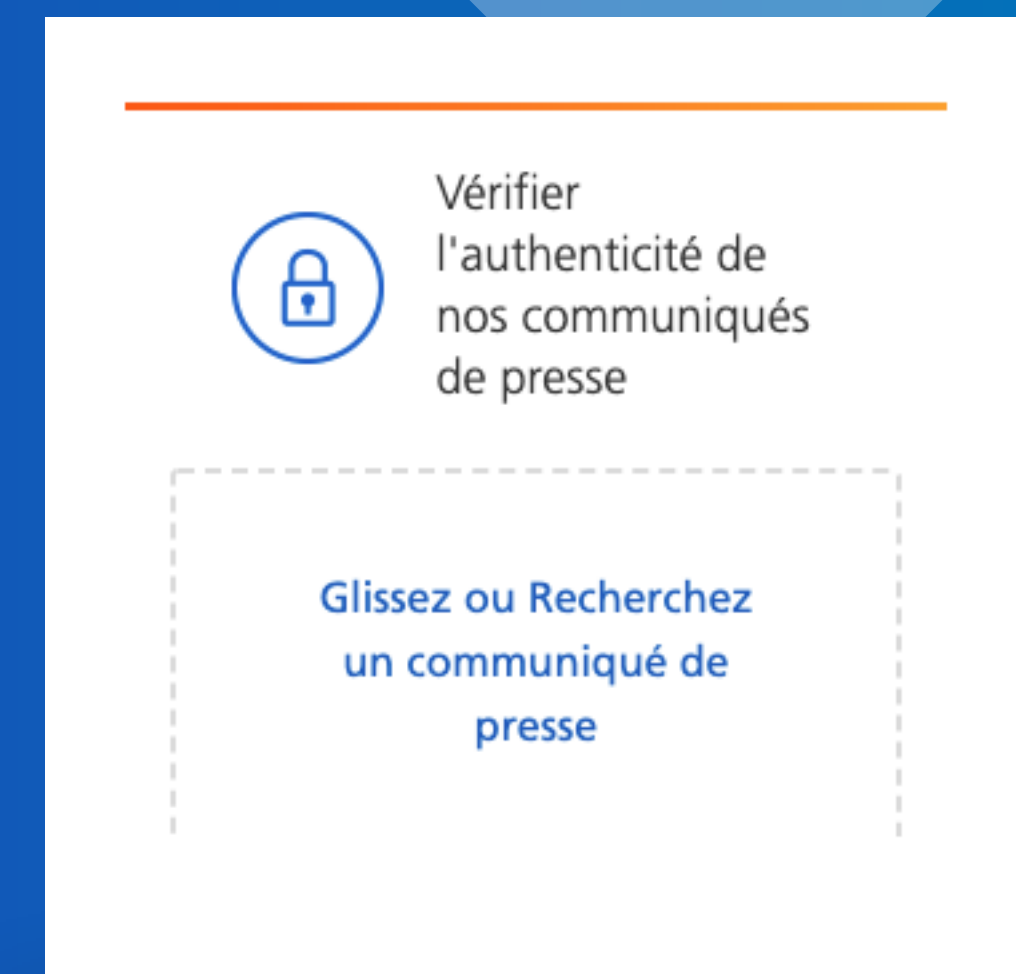 Vérifier
l'authenticité de
nos communiqués
de presse
Glissez ou Recherchez
un communiqué de
presse